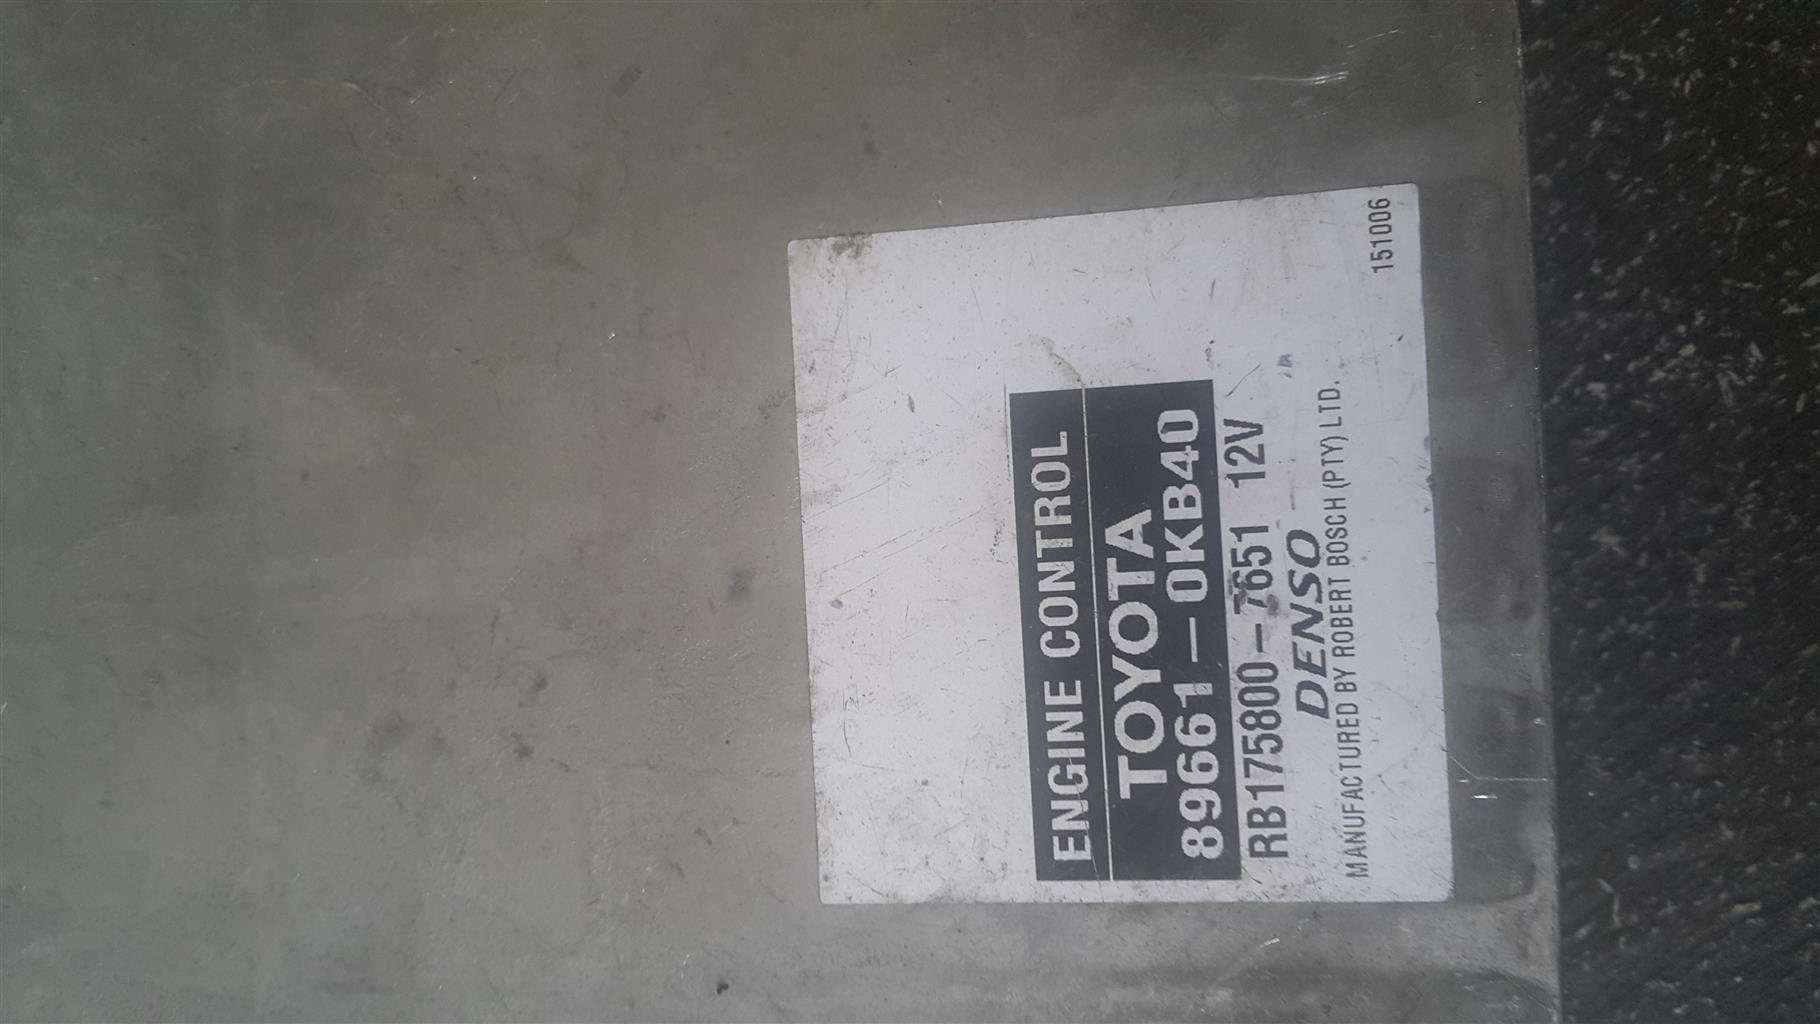 ENGINE CONTROL
TOYOTA
89661-0KB40
RB175800-7651 12V
DENSO
MANUFACTURED BY ROBERT BOSCH (PTY) LTD.
151006